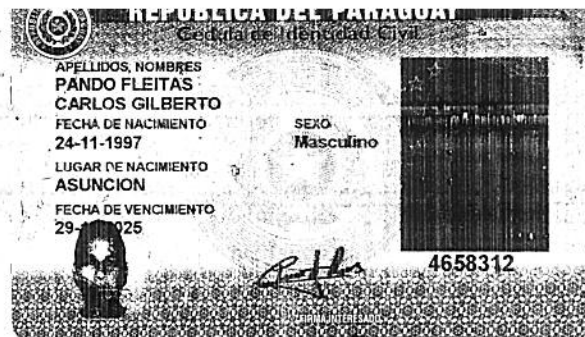 REPUBLICA DEL PARAGUAY
Cedula de Identidad Civil
APELLIDOS, NOMBRES
PANDO FLEITAS
CARLOS GILBERTO
FECHA DE NACIMIENTO
24-11-1997
SEXO
Masculino
LUGAR DE NACIMIENTO
ASUNCION
FECHA DE VENCIMIENTO
4658312
FIRMA INTERESADO